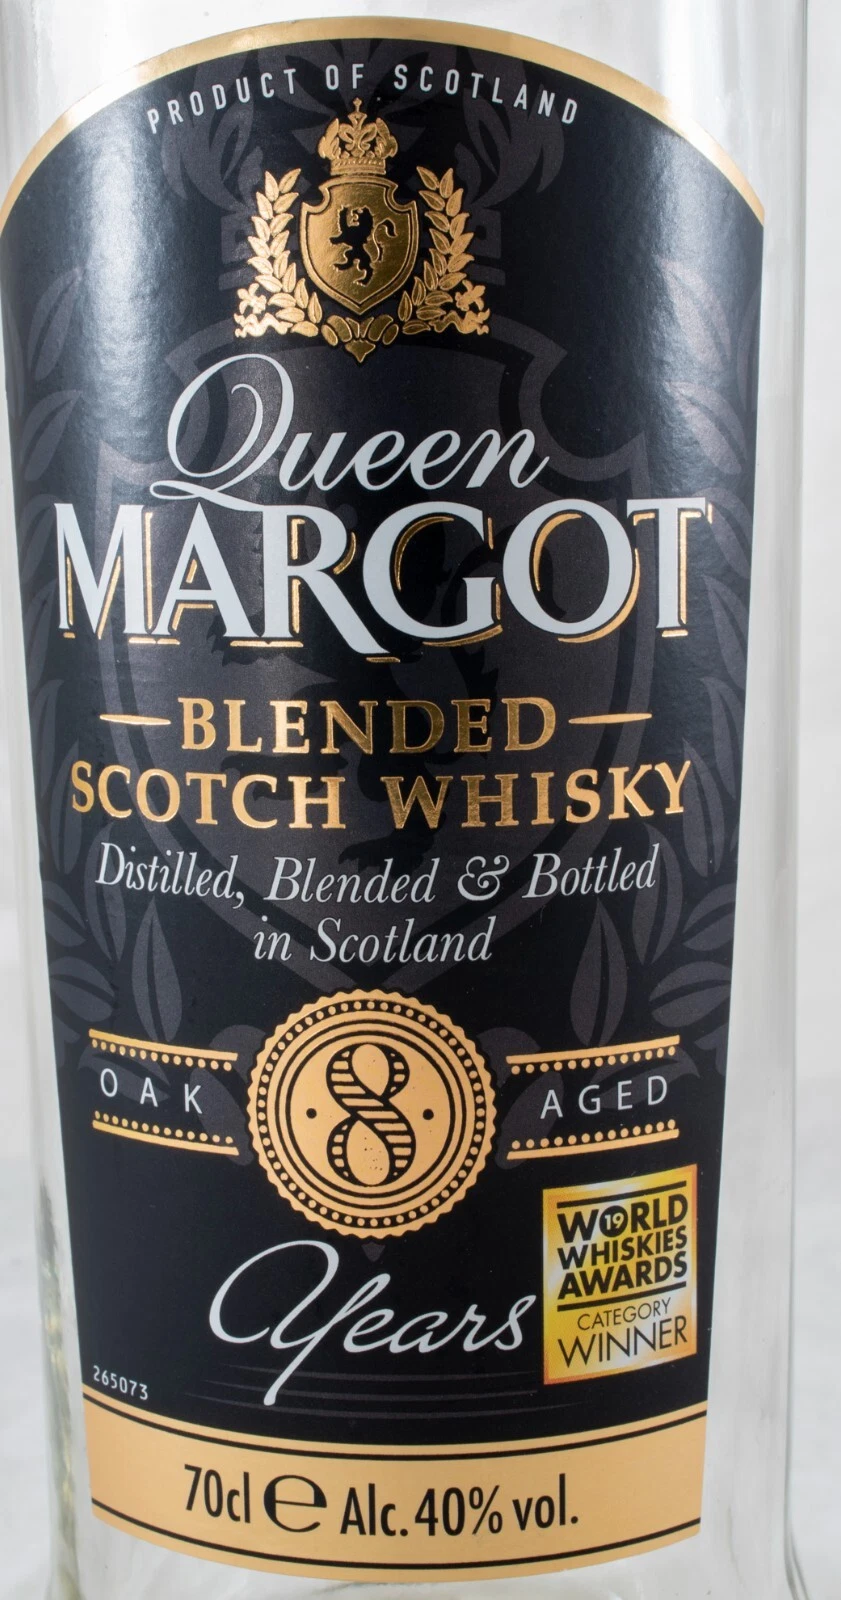 PRODUCT OF SCOTLAND
Queen
MARGOT
BLENDED
SCOTCH WHISKY
Distilled, Blended & Bottled
in Scotland
OAK 8 AGED
Years
WORLD
19
WHISKIES
AWARDS
CATEGORY
WINNER
265073
70cl e Alc. 40% vol.